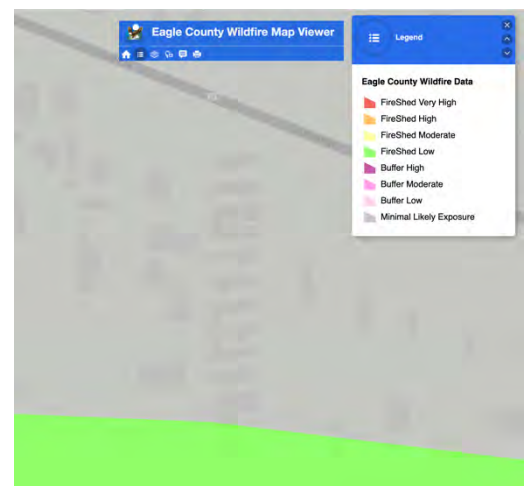 Eagle County Wildfire Map Viewer
Legend
Eagle County Wildfire Data
FireShed Very High
FireShed High
FireShed Moderate
FireShed Low
Buffer High
Buffer Moderate
Buffer Low
Minimal Likely Exposure